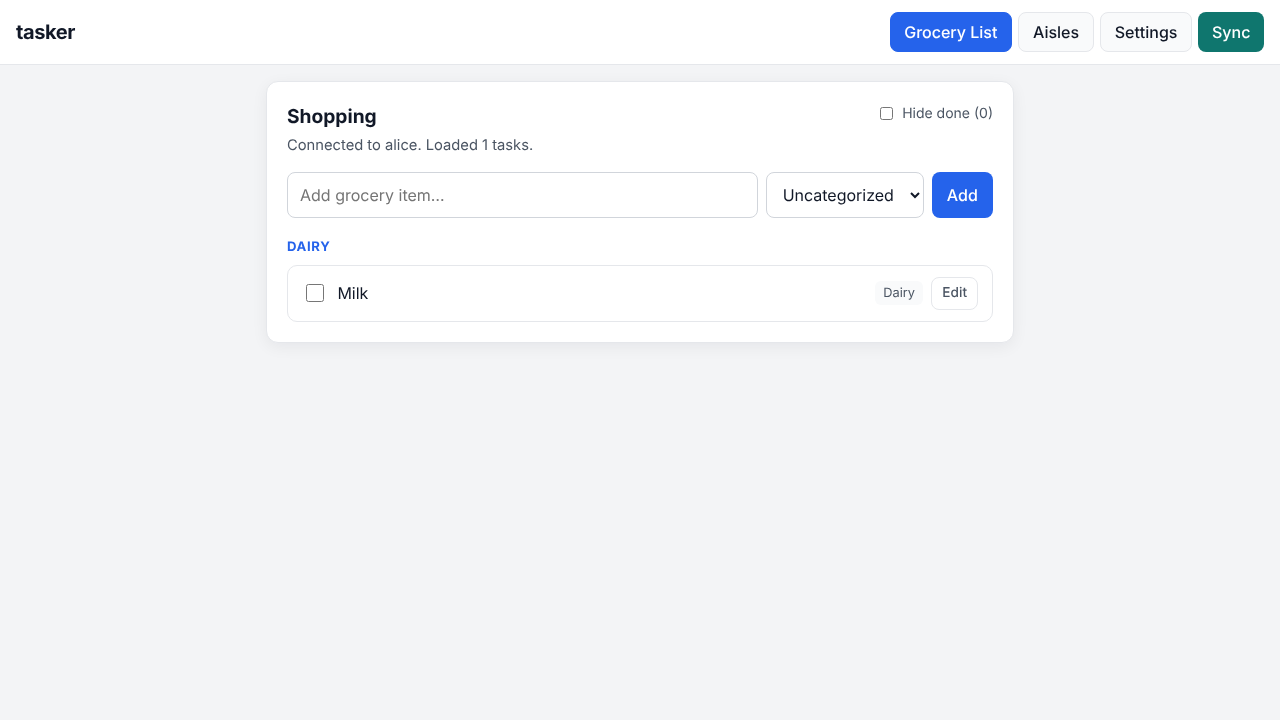 tasker
Grocery List Aisles Settings Sync
Shopping
Hide done (0)
Connected to alice. Loaded 1 tasks.
Add grocery item... Uncategorized Add
DAIRY
Milk Dairy Edit